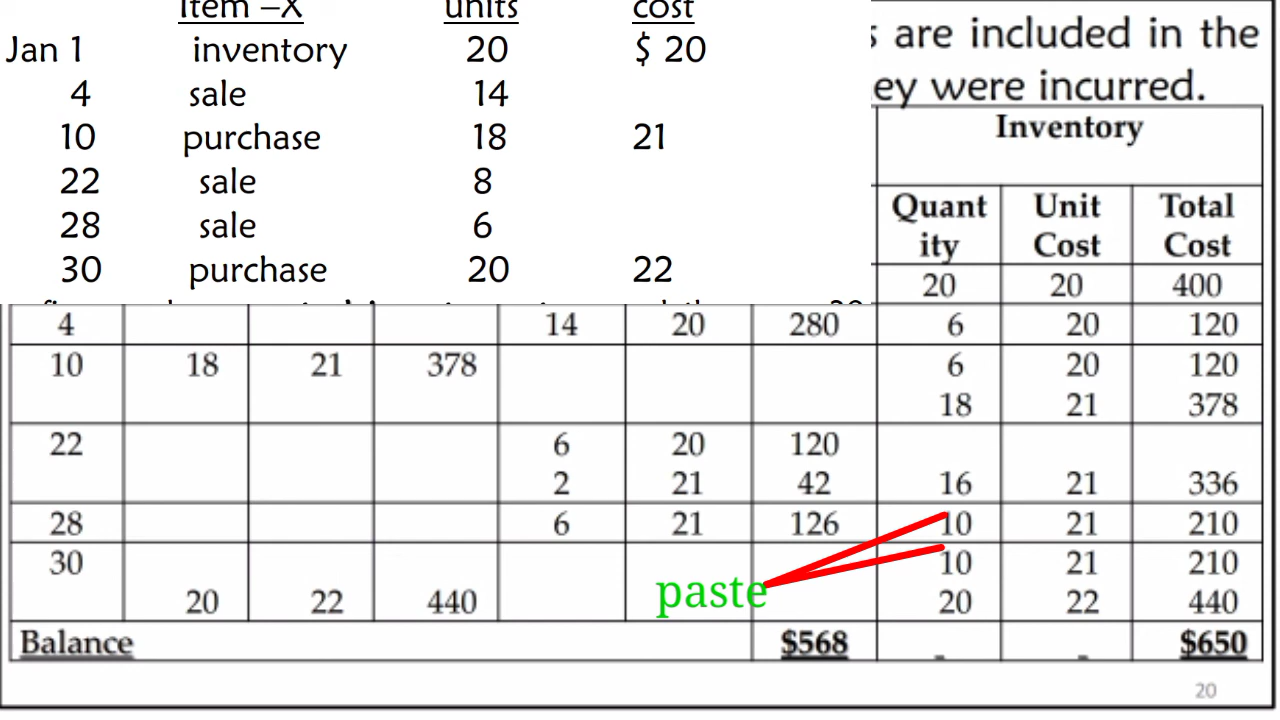 Item –X units cost
Jan 1 inventory 20 $ 20
4 sale 14
10 purchase 18 21
22 sale 8
28 sale 6
30 purchase 20 22
are included in the
ey were incurred.
Inventory
Quant Unit Total
ity Cost Cost
20 20 400
4 14 20 280 6 20 120
10 18 21 378 6 20 120
18 21 378
22 6 20 120
2 21 42 16 21 336
28 6 21 126 10 21 210
30 10 21 210
20 22 440 paste 20 22 440
Balance $568 - - $650
20